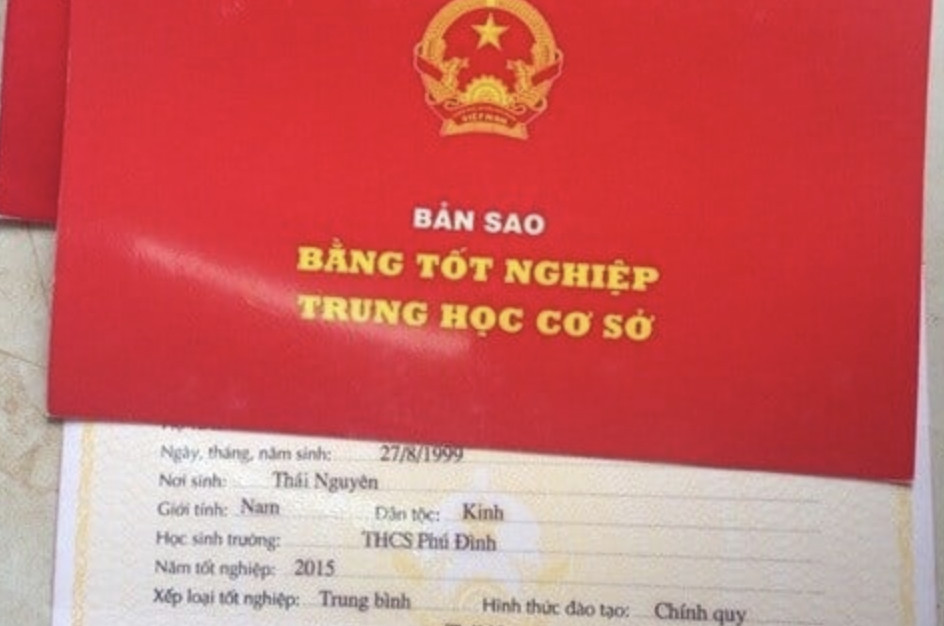 VIỆT NAM
BẢN SAO
BẰNG TỐT NGHIỆP
TRUNG HỌC CƠ SỞ
Ngày, tháng, năm sinh: 27/8/1999
Nơi sinh: Thái Nguyên
Giới tính: Nam Dân tộc: Kinh
Học sinh trường: THCS Phú Đình
Năm tốt nghiệp: 2015
Xếp loại tốt nghiệp: Trung bình Hình thức đào tạo: Chính quy